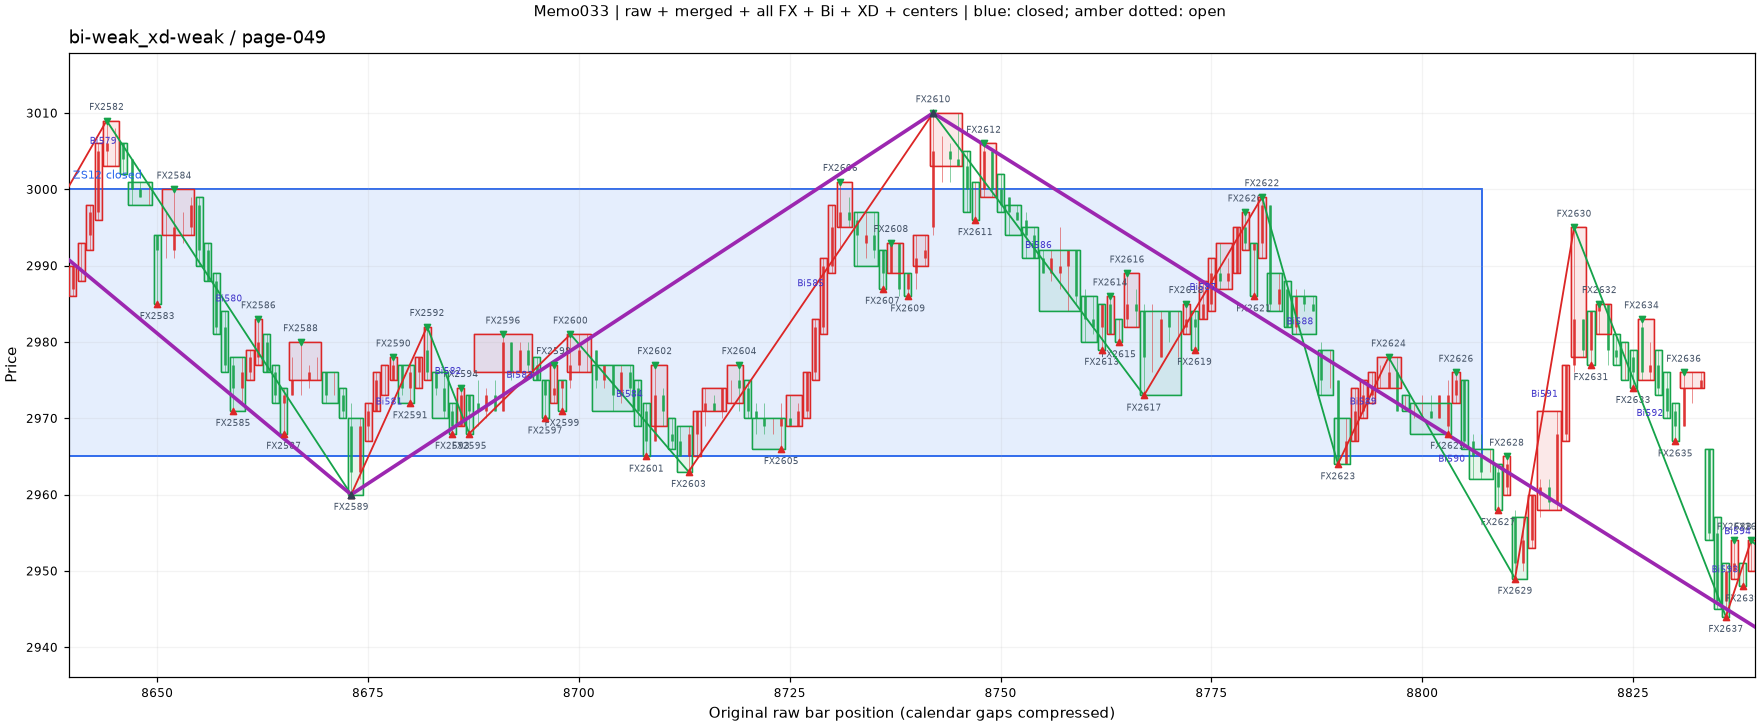 Memo033 | raw + merged + all FX + Bi + XD + centers | blue: closed; amber dotted: open
bi-weak_xd-weak / page-049
Price
3010
3000
2990
2980
2970
2960
2950
2940
8650
8675
8700
8725
8750
8775
8800
8825
Original raw bar position (calendar gaps compressed)
ZS12 closed
FX2582
Bi579
FX2584
FX2583
Bi580
FX2586
FX2585
FX2588
FX2589
FX2590
Bi581
FX2591
FX2592
FX2596
FX2600
FX2597
FX2602
FX2601
FX2603
FX2604
FX2605
Bi585
FX2608
FX2607
FX2609
FX2610
FX2612
FX2611
Bi586
FX2614
FX2613
FX2616
FX2615
FX2617
FX2619
FX2622
FX2621
Bi588
FX2623
FX2624
FX2626
Bi590
FX2628
FX2627
FX2629
Bi591
FX2630
FX2632
FX2631
FX2634
FX2633
Bi592
FX2636
FX2635
FX2637